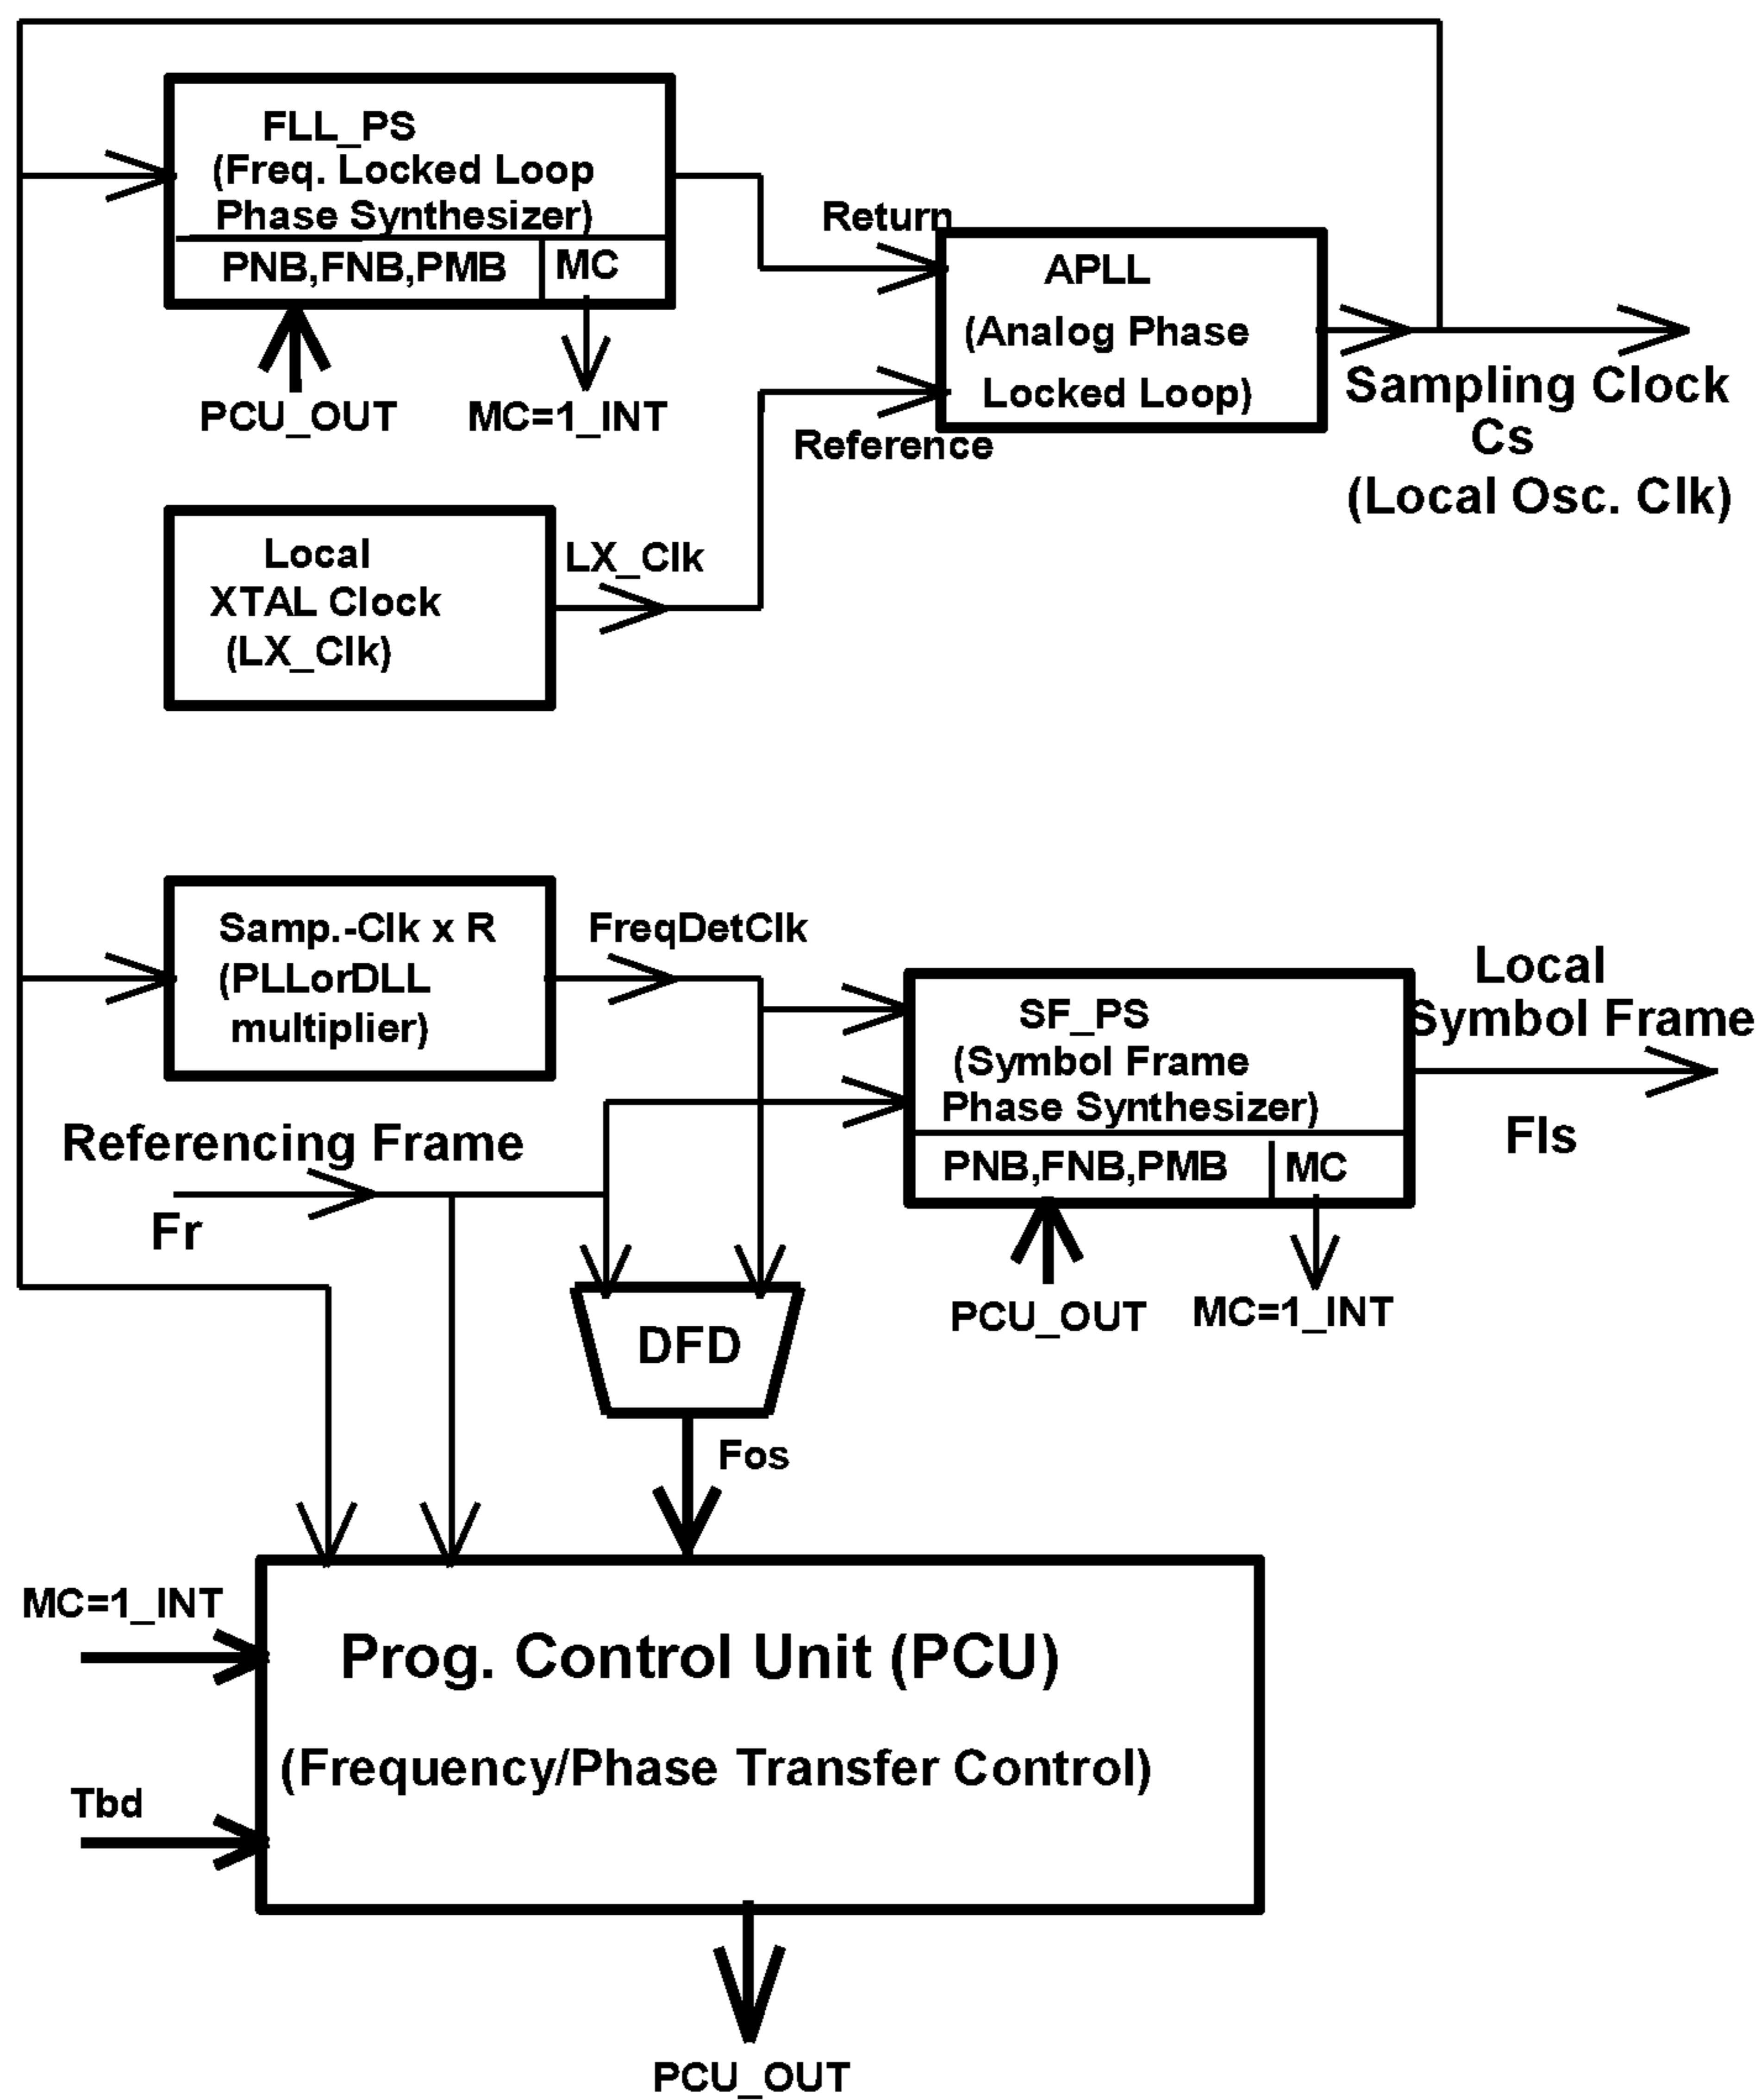 FLL_PS
(Freq. Locked Loop
Phase Synthesizer)
PNB,FNB,PMB
MC
PCU_OUT
MC=1_INT
Return
Reference
APLL
(Analog Phase
Locked Loop)
Sampling Clock
Cs
(Local Osc. Clk)
Local
XTAL Clock
(LX_Clk)
LX_Clk
Samp.-Clk x R
(PLLorDLL
multiplier)
FreqDetClk
SF_PS
(Symbol Frame
Phase Synthesizer)
PNB,FNB,PMB
MC
PCU_OUT
MC=1_INT
Local
Symbol Frame
Fls
Referencing Frame
Fr
DFD
Fos
MC=1_INT
Tbd
Prog. Control Unit (PCU)
(Frequency/Phase Transfer Control)
PCU_OUT